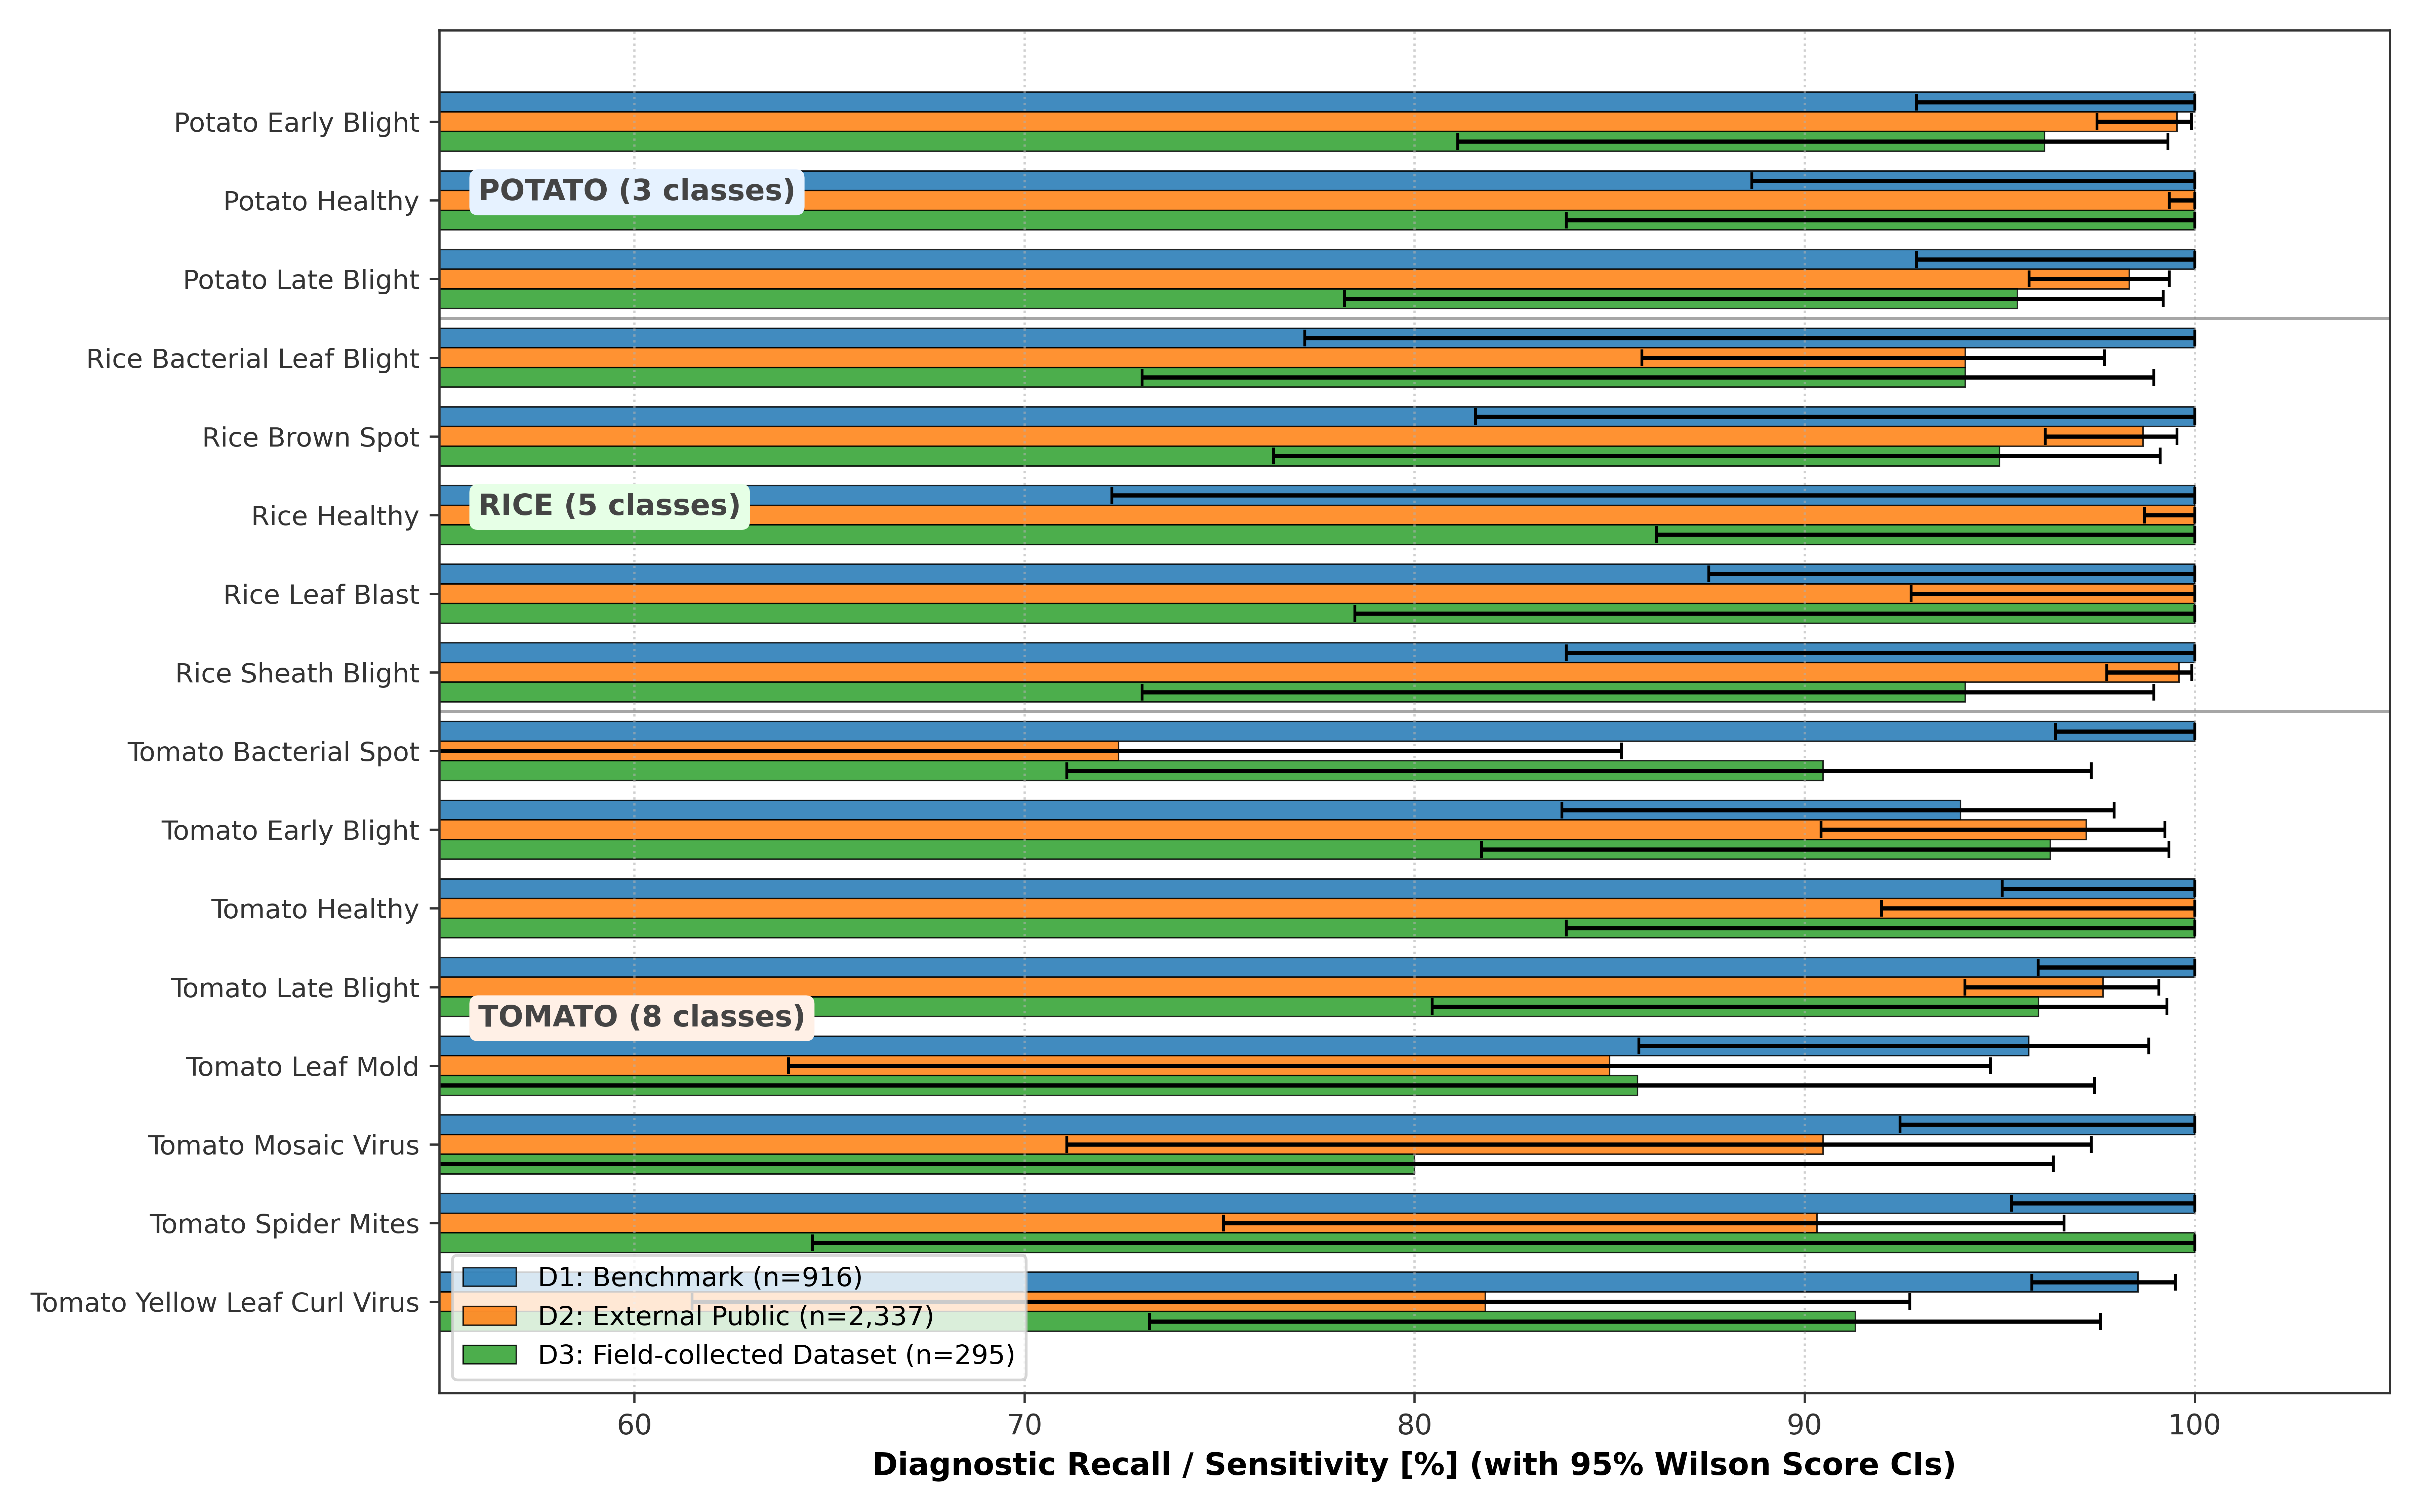 Potato Early Blight
Potato Healthy
POTATO (3 classes)
Potato Late Blight
Rice Bacterial Leaf Blight
Rice Brown Spot
Rice Healthy
RICE (5 classes)
Rice Leaf Blast
Rice Sheath Blight
Tomato Bacterial Spot
Tomato Early Blight
Tomato Healthy
Tomato Late Blight
TOMATO (8 classes)
Tomato Leaf Mold
Tomato Mosaic Virus
Tomato Spider Mites
Tomato Yellow Leaf Curl Virus
D1: Benchmark (n=916)
D2: External Public (n=2,337)
D3: Field-collected Dataset (n=295)
60 70 80 90 100
Diagnostic Recall / Sensitivity [%] (with 95% Wilson Score CIs)